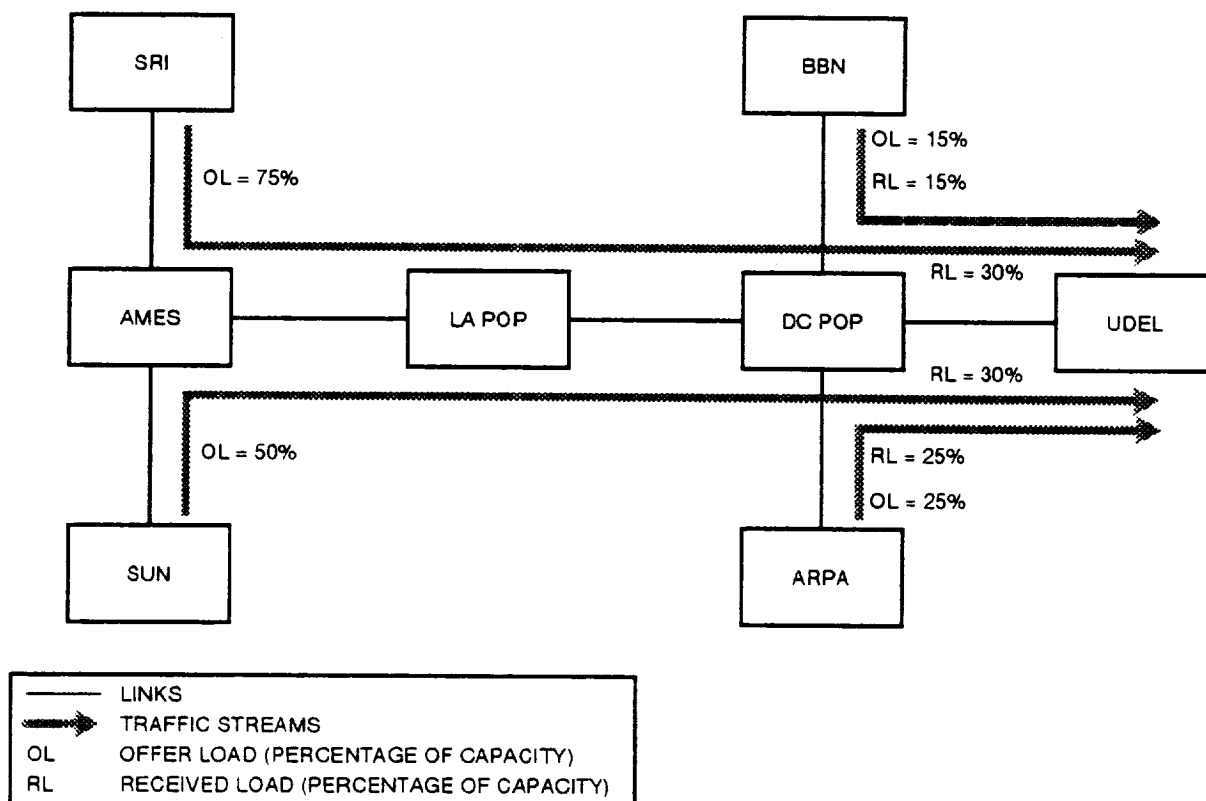 SRI
BBN
OL = 15%
OL = 75%
RL = 15%
RL = 30%
AMES
LA POP
DC POP
UDEL
RL = 30%
OL = 50%
RL = 25%
OL = 25%
SUN
ARPA
LINKS
TRAFFIC STREAMS
OL OFFER LOAD (PERCENTAGE OF CAPACITY)
RL RECEIVED LOAD (PERCENTAGE OF CAPACITY)